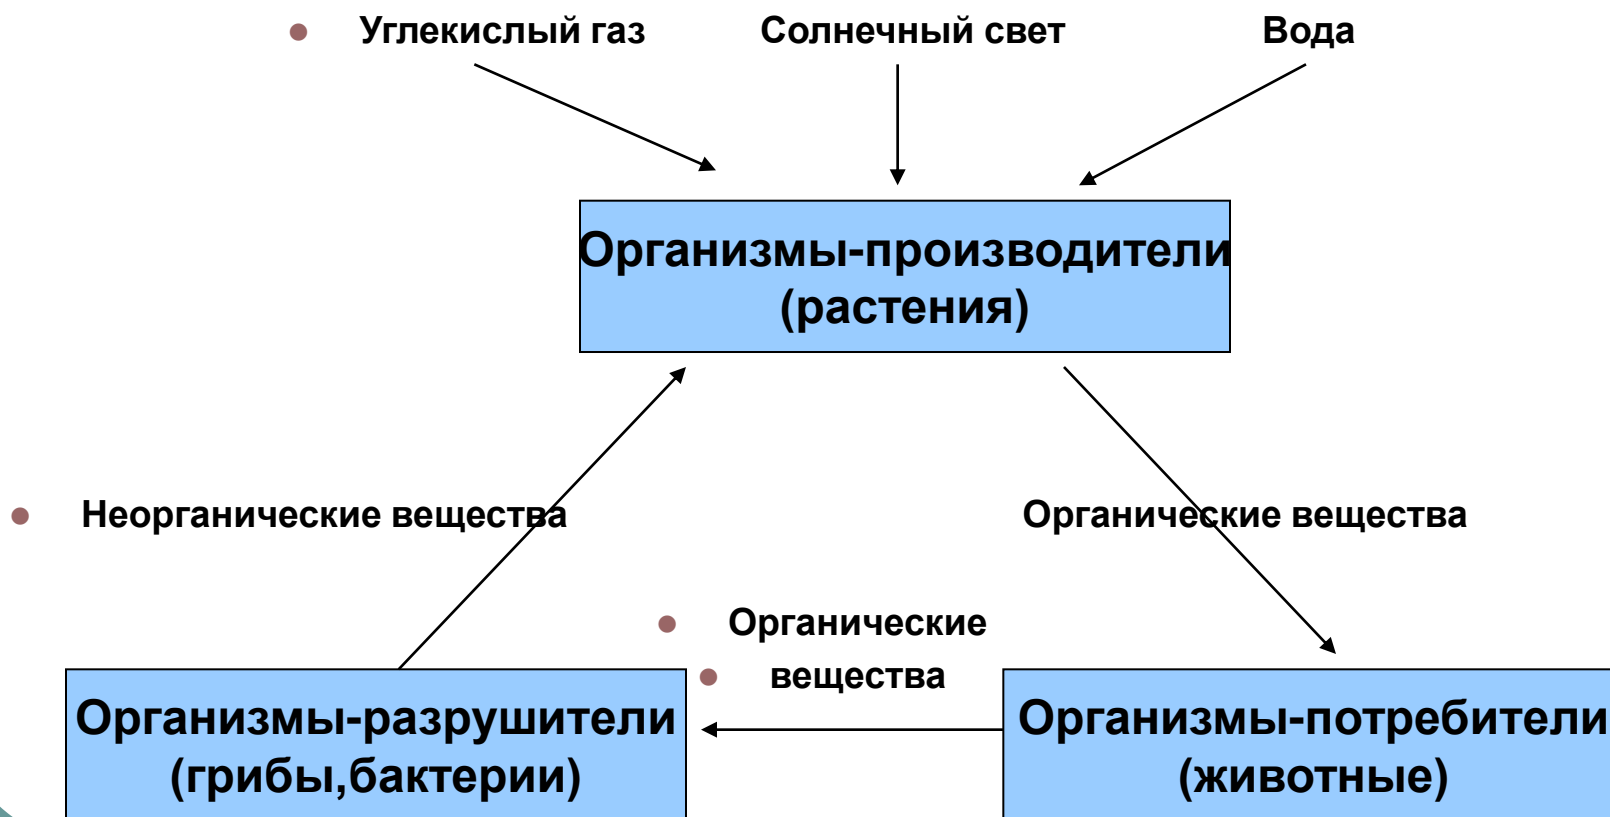 Углекислый газ Солнечный свет Вода
Организмы-производители
(растения)
Неорганические вещества Органические вещества
Органические
вещества
Организмы-разрушители
(грибы,бактерии)
Организмы-потребители
(животные)